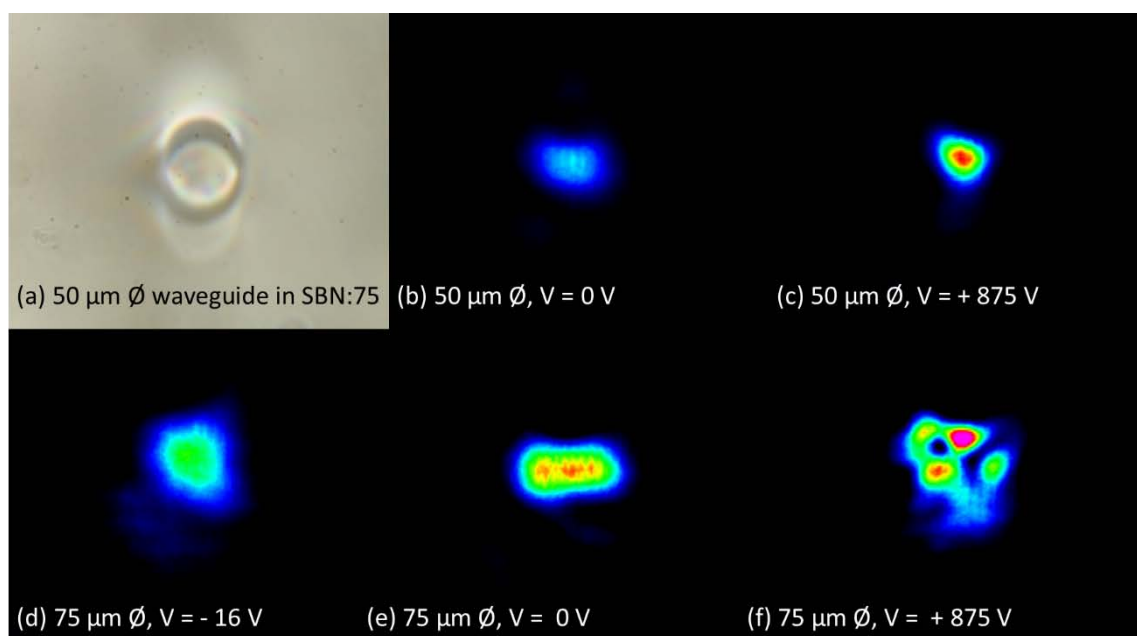 (a) 50 µm Ø waveguide in SBN:75
(b) 50 µm Ø, V = 0 V
(c) 50 µm Ø, V = + 875 V
(d) 75 µm Ø, V = - 16 V
(e) 75 µm Ø, V =  0 V
(f) 75 µm Ø, V =  + 875 V